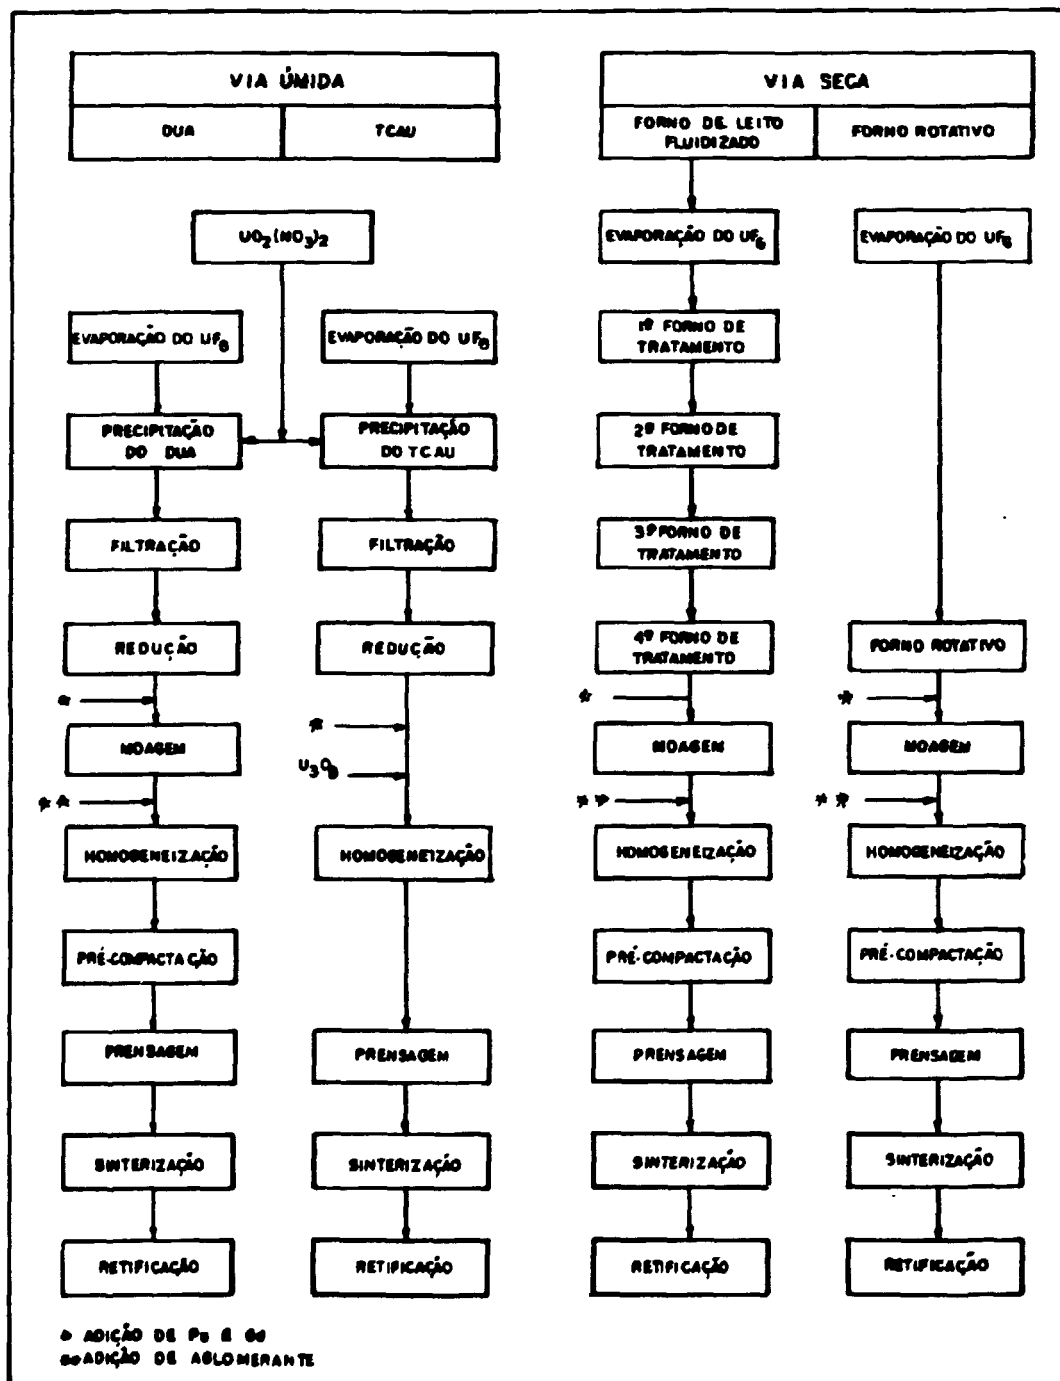 VIA ÚMIDA
DUA
TCAU
VIA SECA
FORNO DE LEITO
FLUIDIZADO
FORNO ROTATIVO
UO2(NO3)2
EVAPORAÇÃO DO UF6
PRECIPITAÇÃO
DO DUA
FILTRAÇÃO
REDUÇÃO
*
MOAGEM
**
HOMOGENEIZAÇÃO
PRÉ-COMPACTAÇÃO
PRENSAGEM
SINTERIZAÇÃO
RETIFICAÇÃO
EVAPORAÇÃO DO UF6
PRECIPITAÇÃO
DO TCAU
FILTRAÇÃO
REDUÇÃO
*
U3O8
HOMOGENEIZAÇÃO
PRENSAGEM
SINTERIZAÇÃO
RETIFICAÇÃO
EVAPORAÇÃO DO UF6
1º FORNO DE
TRATAMENTO
2º FORNO DE
TRATAMENTO
3º FORNO DE
TRATAMENTO
4º FORNO DE
TRATAMENTO
*
MOAGEM
**
HOMOGENEIZAÇÃO
PRÉ-COMPACTAÇÃO
PRENSAGEM
SINTERIZAÇÃO
RETIFICAÇÃO
EVAPORAÇÃO DO UF6
FORNO ROTATIVO
*
MOAGEM
**
HOMOGENEIZAÇÃO
PRÉ-COMPACTAÇÃO
PRENSAGEM
SINTERIZAÇÃO
RETIFICAÇÃO
* ADIÇÃO DE Pu E Gd
** ADIÇÃO DE AGLOMERANTE